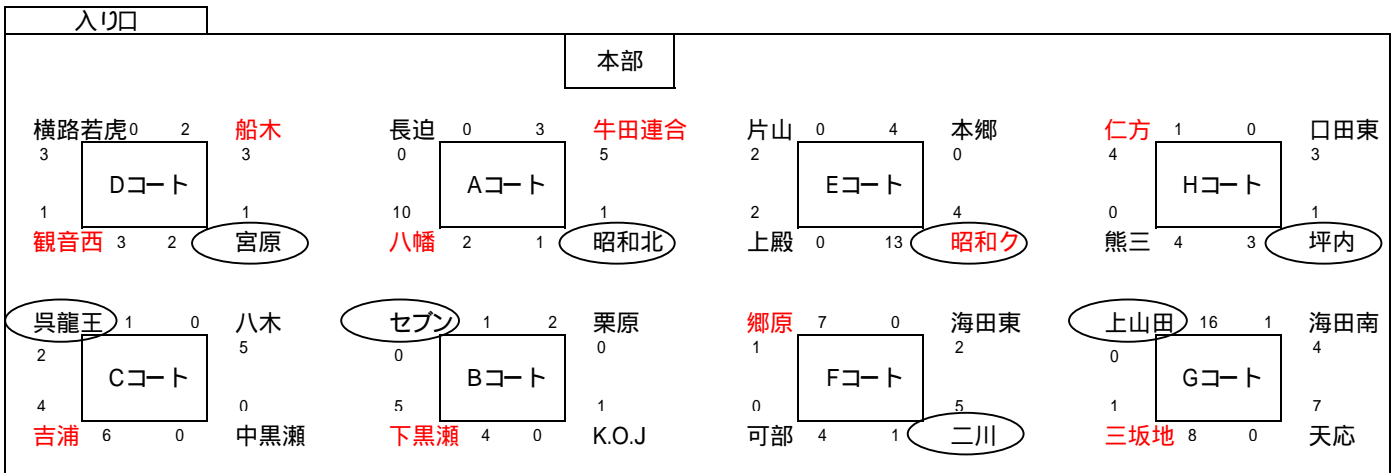 入り口
本部
横路若虎 0 2 船木 長迫 0 3 牛田連合 片山 0 4 本郷 仁方 1 0 口田東
3 3 0 5 2 0 4 3
Dコート Aコート Eコート Hコート
1 1 10 1 2 4 0 1
観音西 3 2 宮原 八幡 2 1 昭和北 上殿 0 13 昭和ク 熊三 4 3 坪内
呉龍王 1 0 八木 セブン 1 2 栗原 郷原 7 0 海田東 上山田 16 1 海田南
2 5 0 0 1 2 0 4
Cコート Bコート Fコート Gコート
4 0 5 1 0 5 1 7
吉浦 6 0 中黒瀬 下黒瀬 4 0 K.O.J 可部 4 1 二川 三坂地 8 0 天応